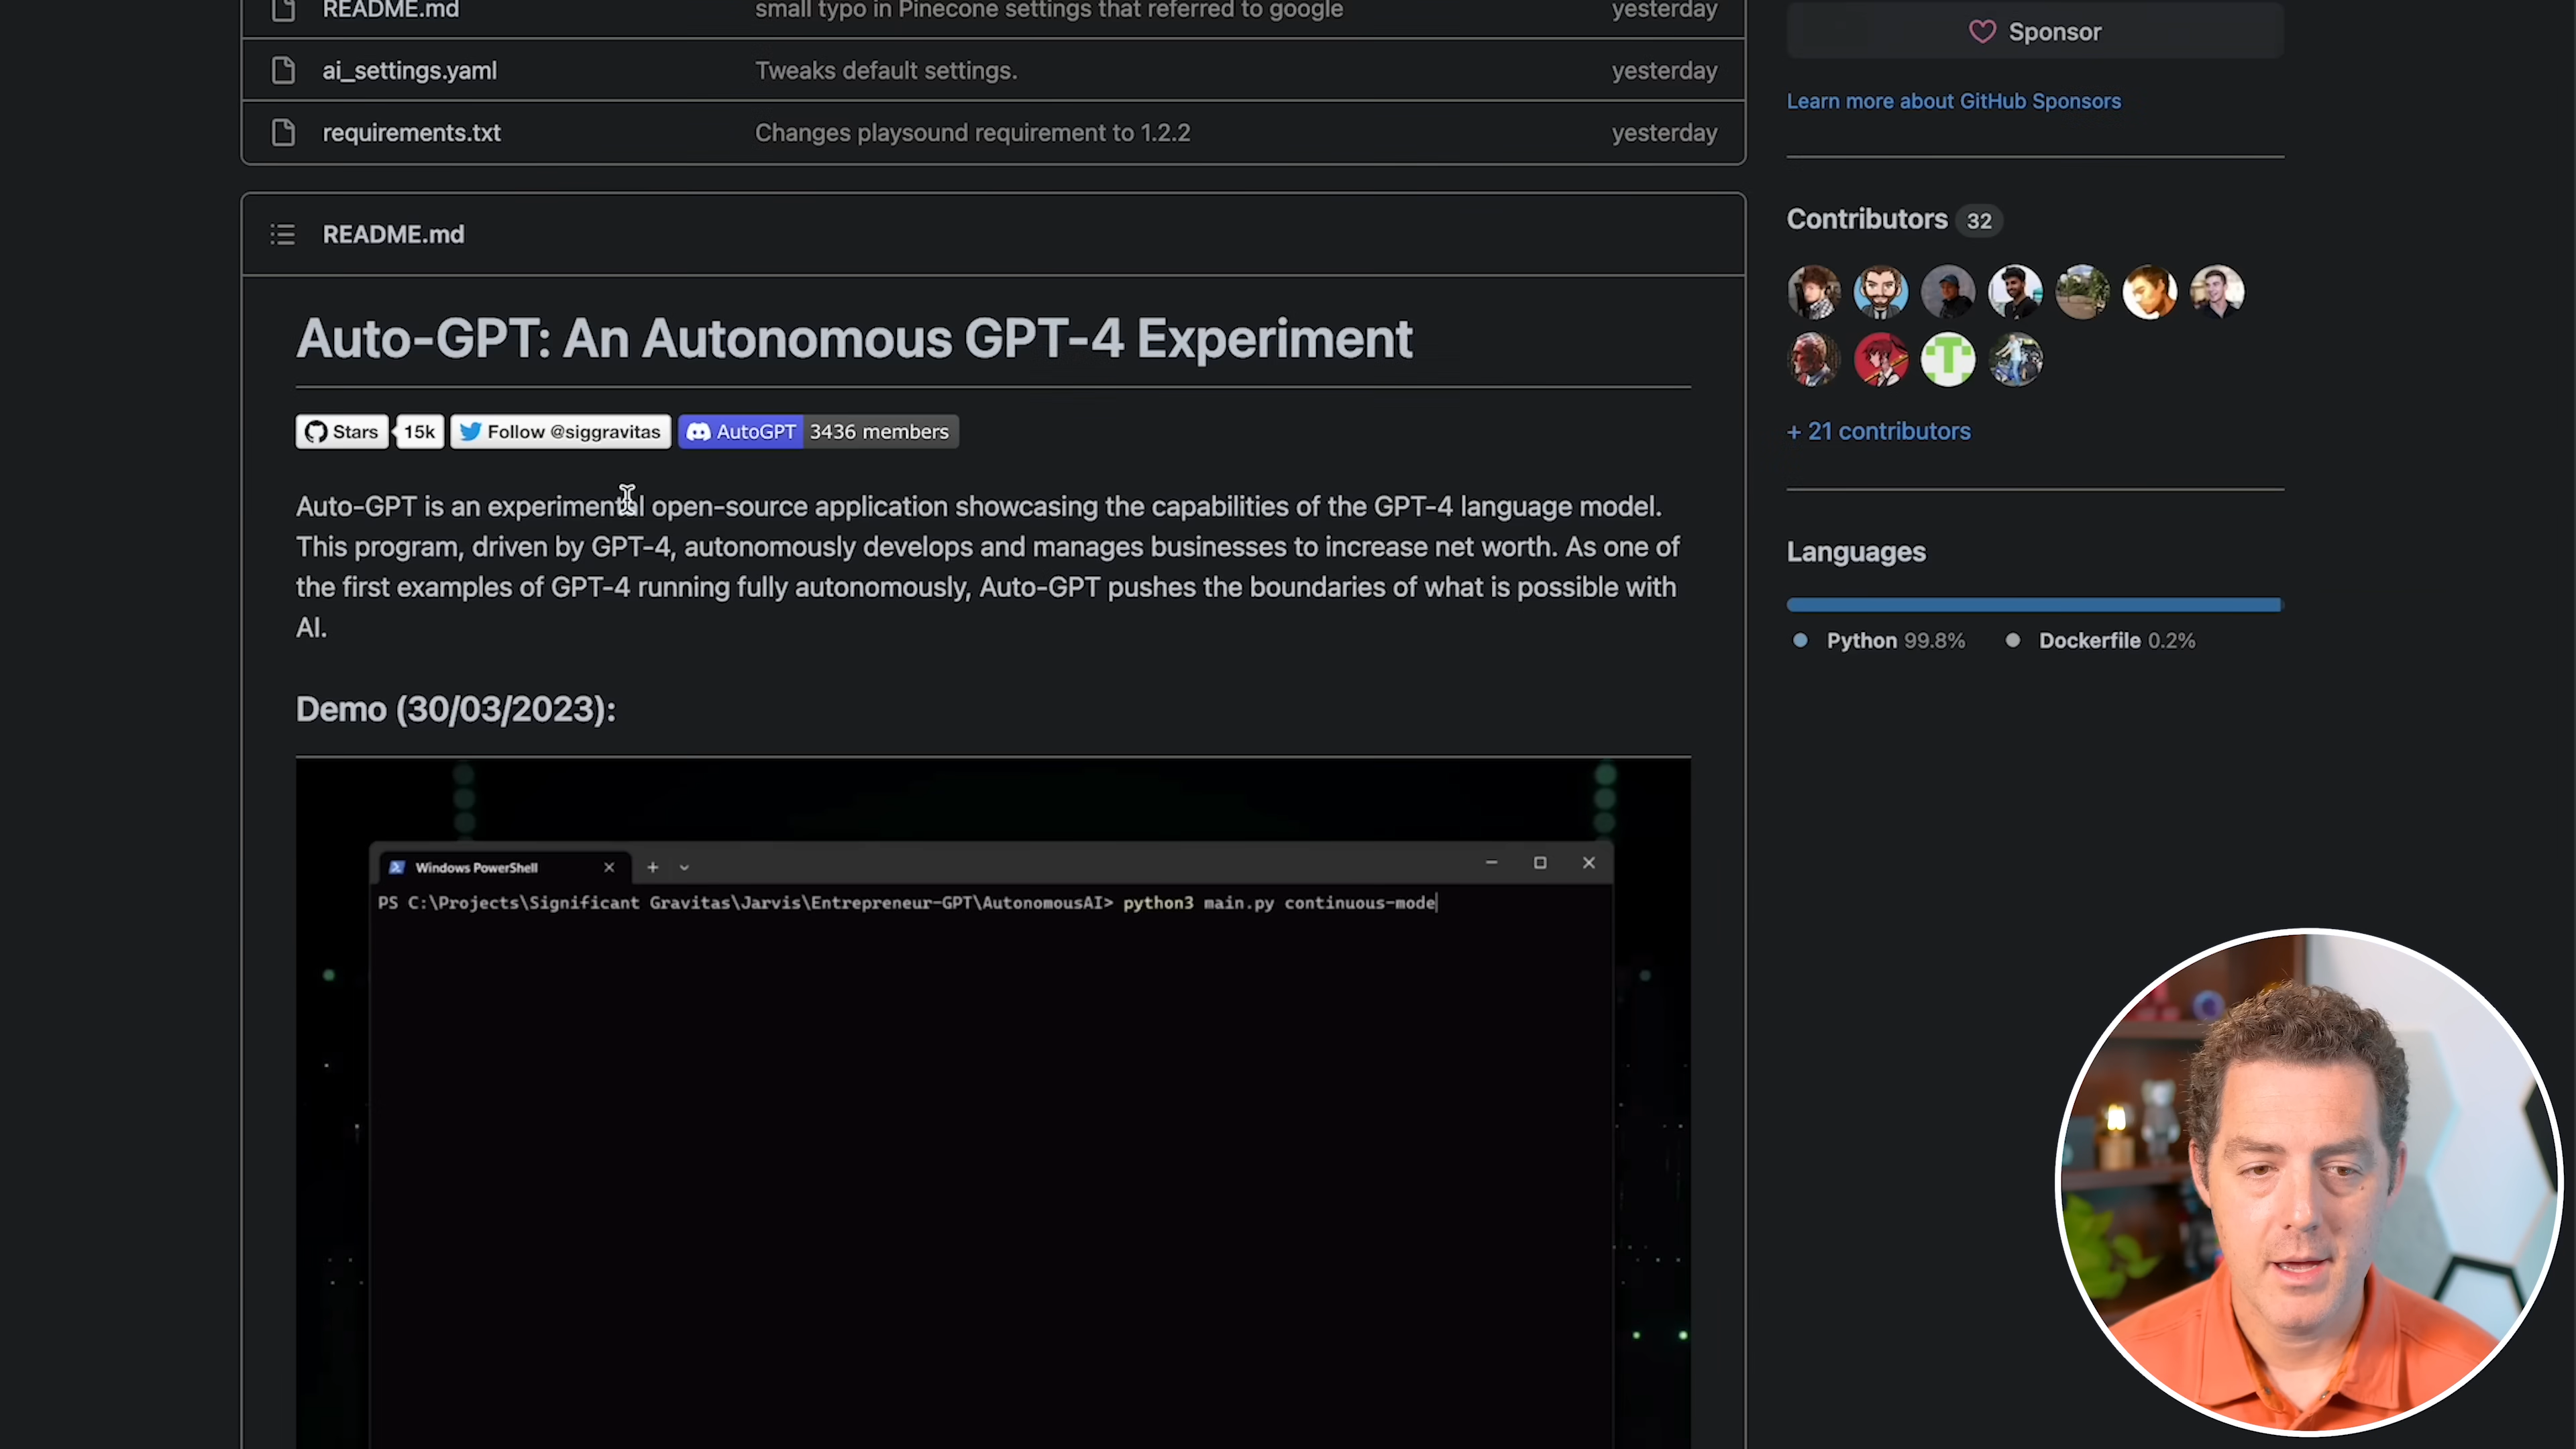 README.md small typo in Pinecone settings that referred to google yesterday
ai_settings.yaml Tweaks default settings. yesterday
requirements.txt Changes playsound requirement to 1.2.2 yesterday
README.md
Auto-GPT: An Autonomous GPT-4 Experiment
Stars 15k Follow @siggravitas AutoGPT 3436 members
Auto-GPT is an experimental open-source application showcasing the capabilities of the GPT-4 language model.
This program, driven by GPT-4, autonomously develops and manages businesses to increase net worth. As one of
the first examples of GPT-4 running fully autonomously, Auto-GPT pushes the boundaries of what is possible with
AI.
Demo (30/03/2023):
Windows PowerShell
PS C:\Projects\Significant Gravitas\Jarvis\Entrepreneur-GPT\AutonomousAI> python3 main.py continuous-mode
Sponsor
Learn more about GitHub Sponsors
Contributors 32
+ 21 contributors
Languages
Python 99.8% Dockerfile 0.2%